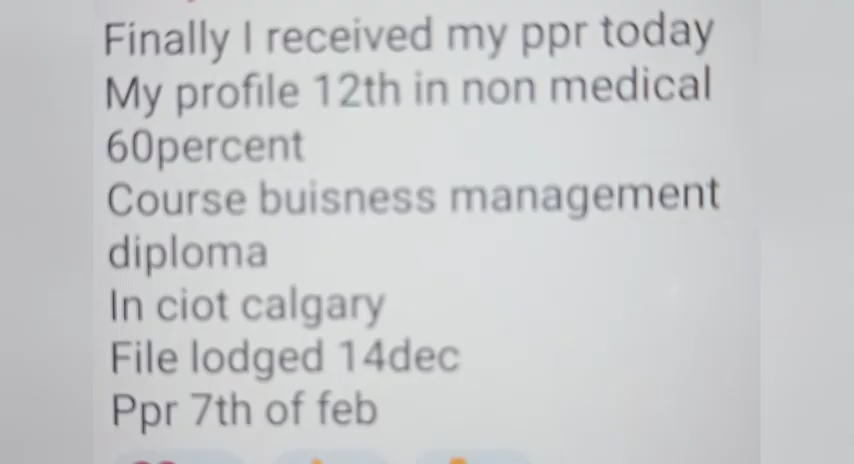 Finally I received my ppr today
My profile 12th in non medical
60percent
Course buisness management
diploma
In ciot calgary
File lodged 14dec
Ppr 7th of feb